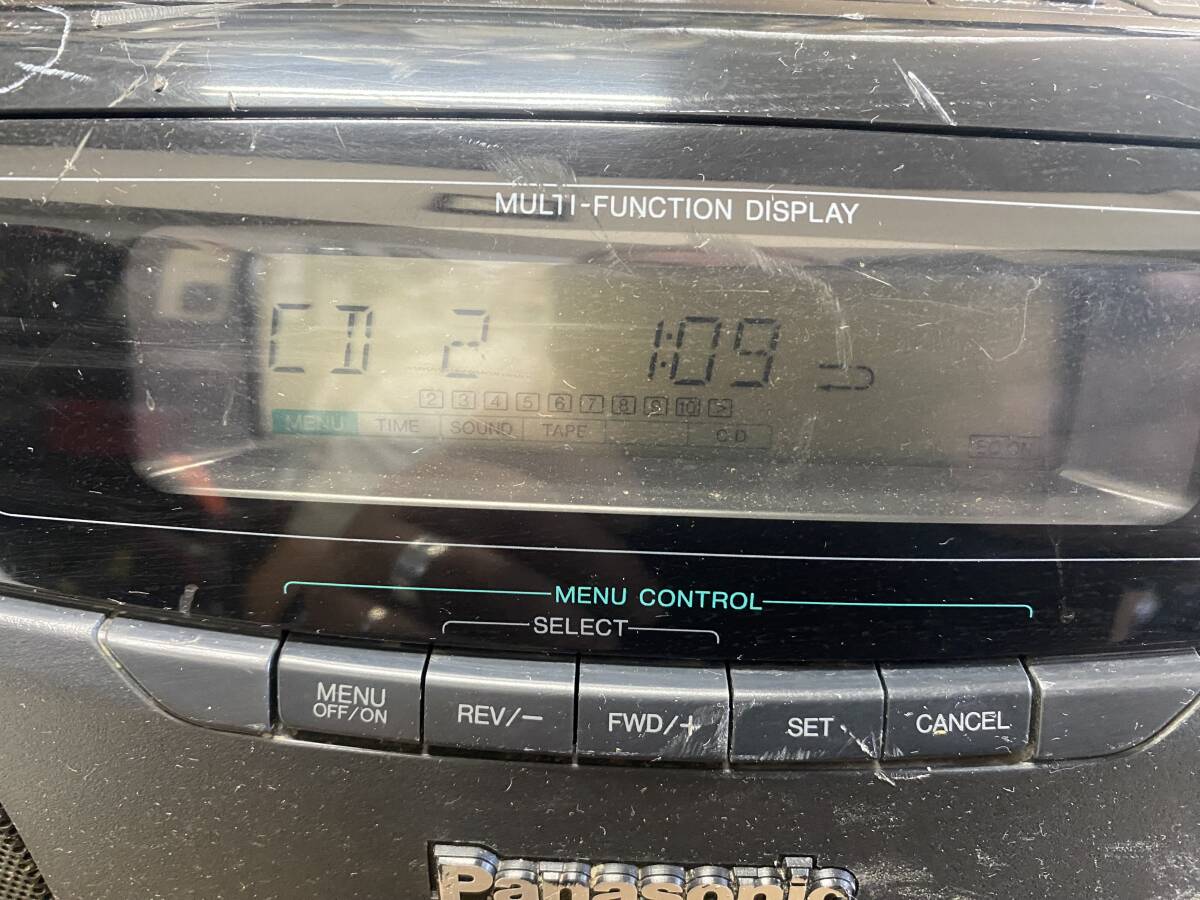 MULTI-FUNCTION DISPLAY
CD 2 1:09
2 3 4 5 6 7 8 9 10 >
MENU TIME SOUND TAPE CD
MENU CONTROL
SELECT
MENU OFF/ON
REV/−
FWD/+
SET
CANCEL
Panasonic